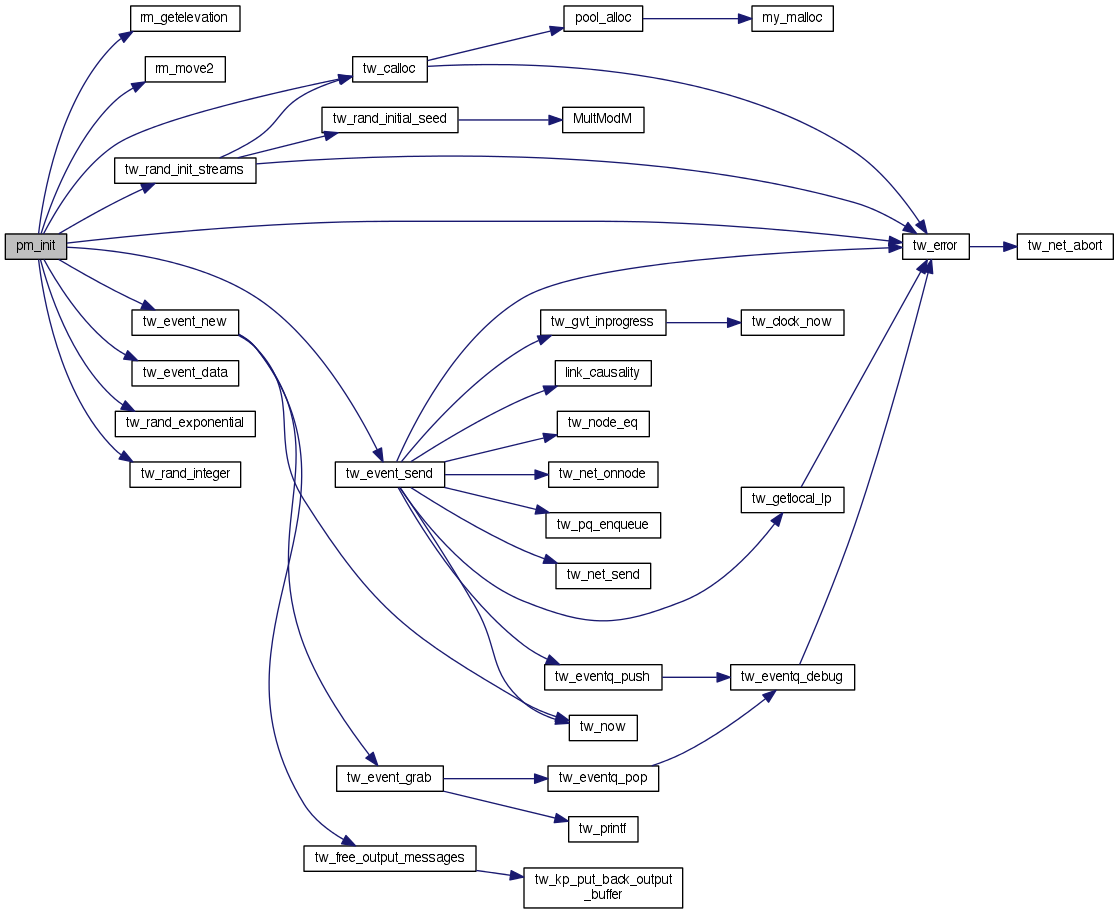 rm_getelevation
pool_alloc
my_malloc
rm_move2
tw_calloc
tw_rand_initial_seed
MultModM
tw_rand_init_streams
pm_init
tw_error
tw_net_abort
tw_event_new
tw_gvt_inprogress
tw_clock_now
tw_event_data
link_causality
tw_rand_exponential
tw_node_eq
tw_rand_integer
tw_event_send
tw_net_onnode
tw_getlocal_lp
tw_pq_enqueue
tw_net_send
tw_eventq_push
tw_eventq_debug
tw_now
tw_event_grab
tw_eventq_pop
tw_printf
tw_free_output_messages
tw_kp_put_back_output
_buffer